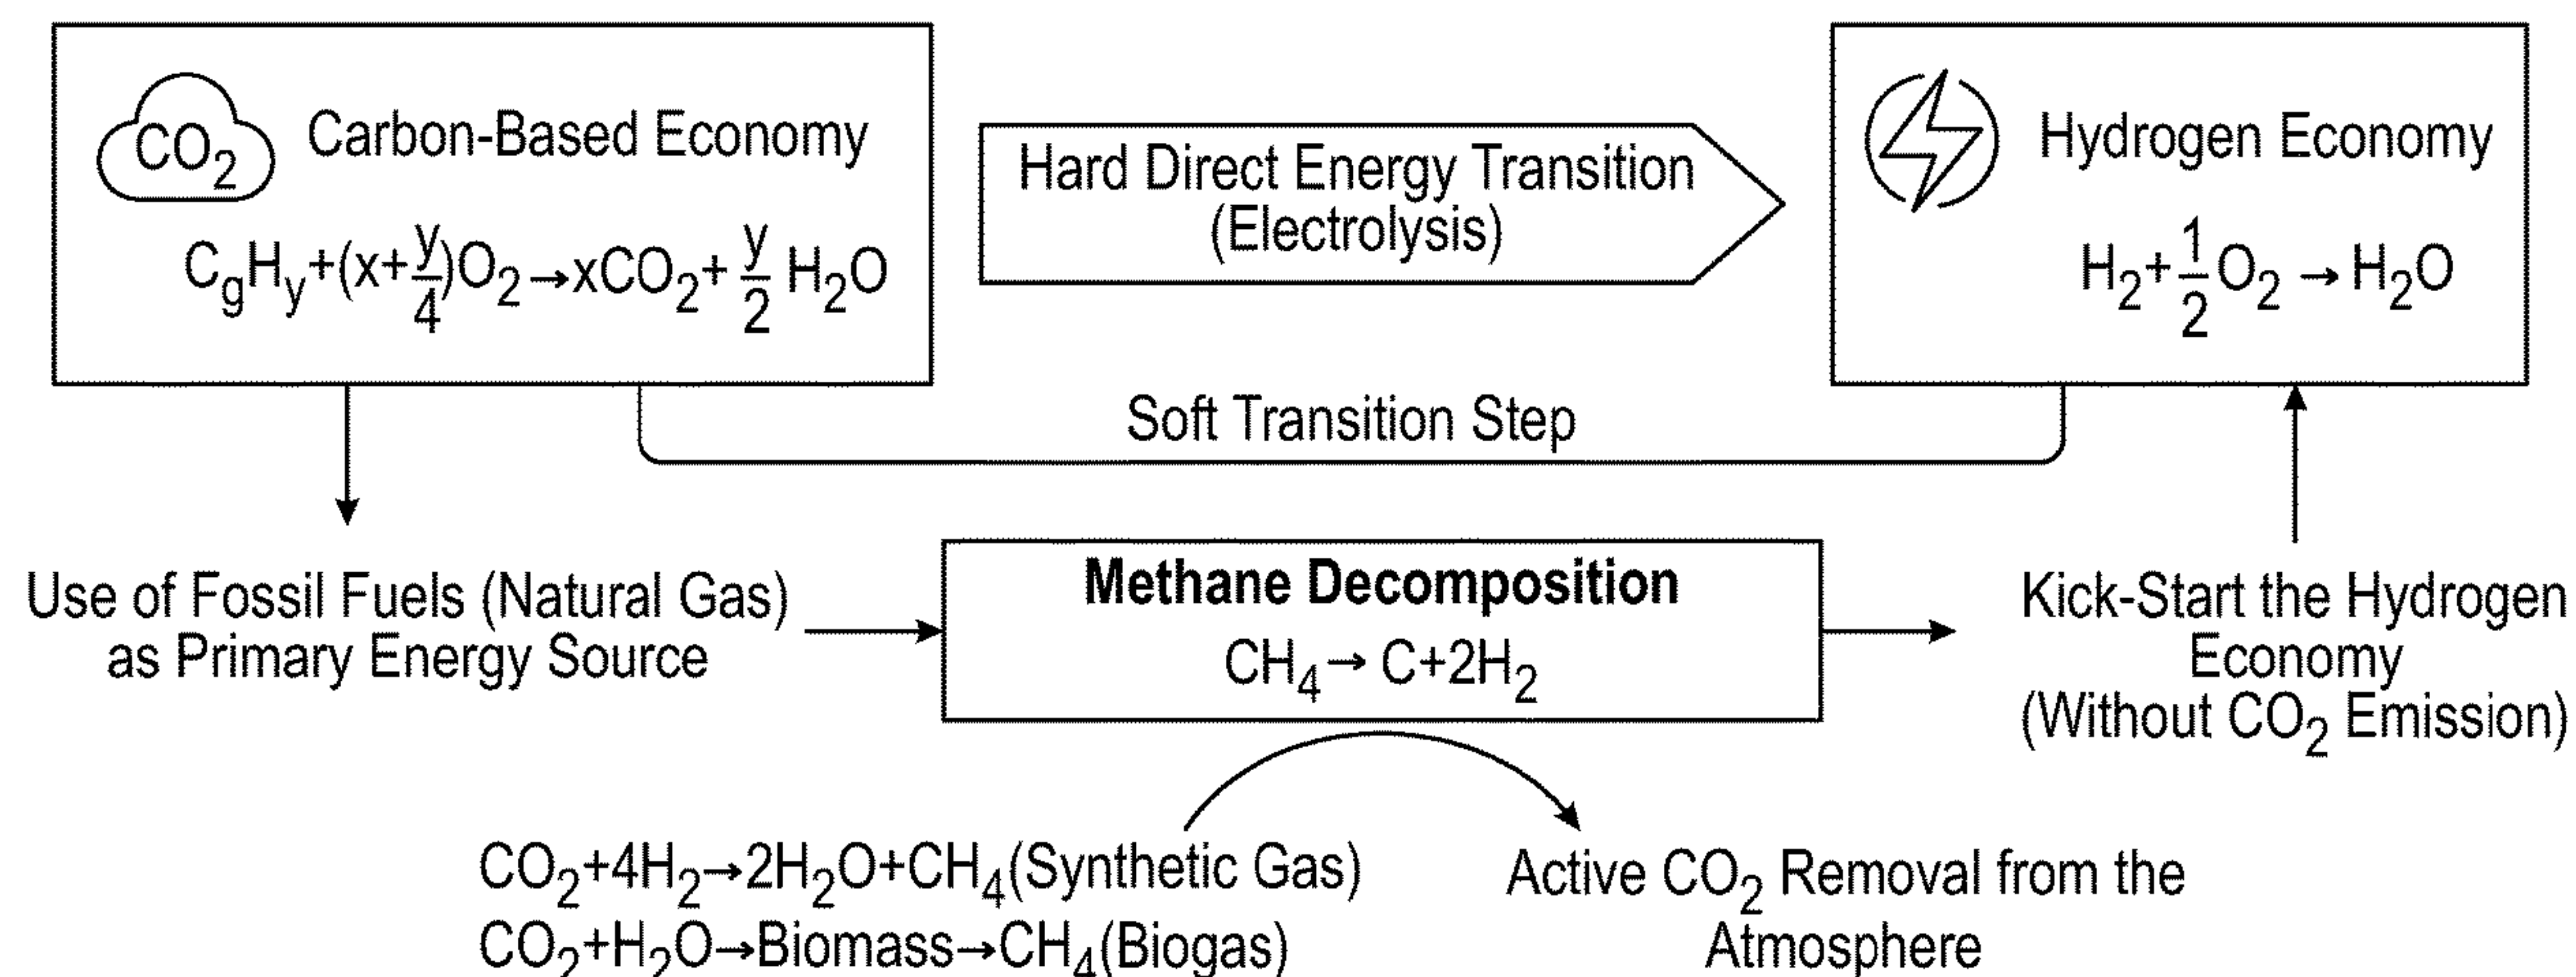 CO₂ Carbon-Based Economy
C_gH_y+(x+y/4)O₂→xCO₂+ y/2 H₂O
Hard Direct Energy Transition
(Electrolysis)
Hydrogen Economy
H₂+1/2O₂→H₂O
Soft Transition Step
Use of Fossil Fuels (Natural Gas)
as Primary Energy Source
Methane Decomposition
CH₄→C+2H₂
Kick-Start the Hydrogen
Economy
(Without CO₂ Emission)
CO₂+4H₂→2H₂O+CH₄(Synthetic Gas)
CO₂+H₂O→Biomass→CH₄(Biogas)
Active CO₂ Removal from the
Atmosphere